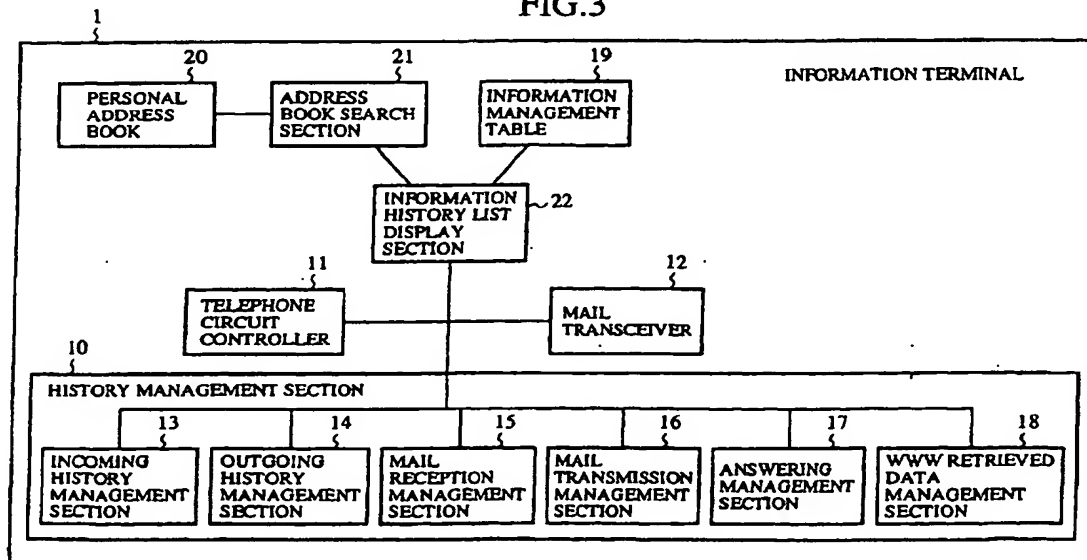 FIG.3
1
20
21
19
INFORMATION TERMINAL
PERSONAL
ADDRESS
BOOK
ADDRESS
BOOK SEARCH
SECTION
INFORMATION
MANAGEMENT
TABLE
INFORMATION
HISTORY LIST
DISPLAY
SECTION
22
11
12
TELEPHONE
CIRCUIT
CONTROLLER
MAIL
TRANSCEIVER
10
HISTORY MANAGEMENT SECTION
13
14
15
16
17
18
INCOMING
HISTORY
MANAGEMENT
SECTION
OUTGOING
HISTORY
MANAGEMENT
SECTION
MAIL
RECEPTION
MANAGEMENT
SECTION
MAIL
TRANSMISSION
MANAGEMENT
SECTION
ANSWERING
MANAGEMENT
SECTION
WWW RETRIEVED
DATA
MANAGEMENT
SECTION